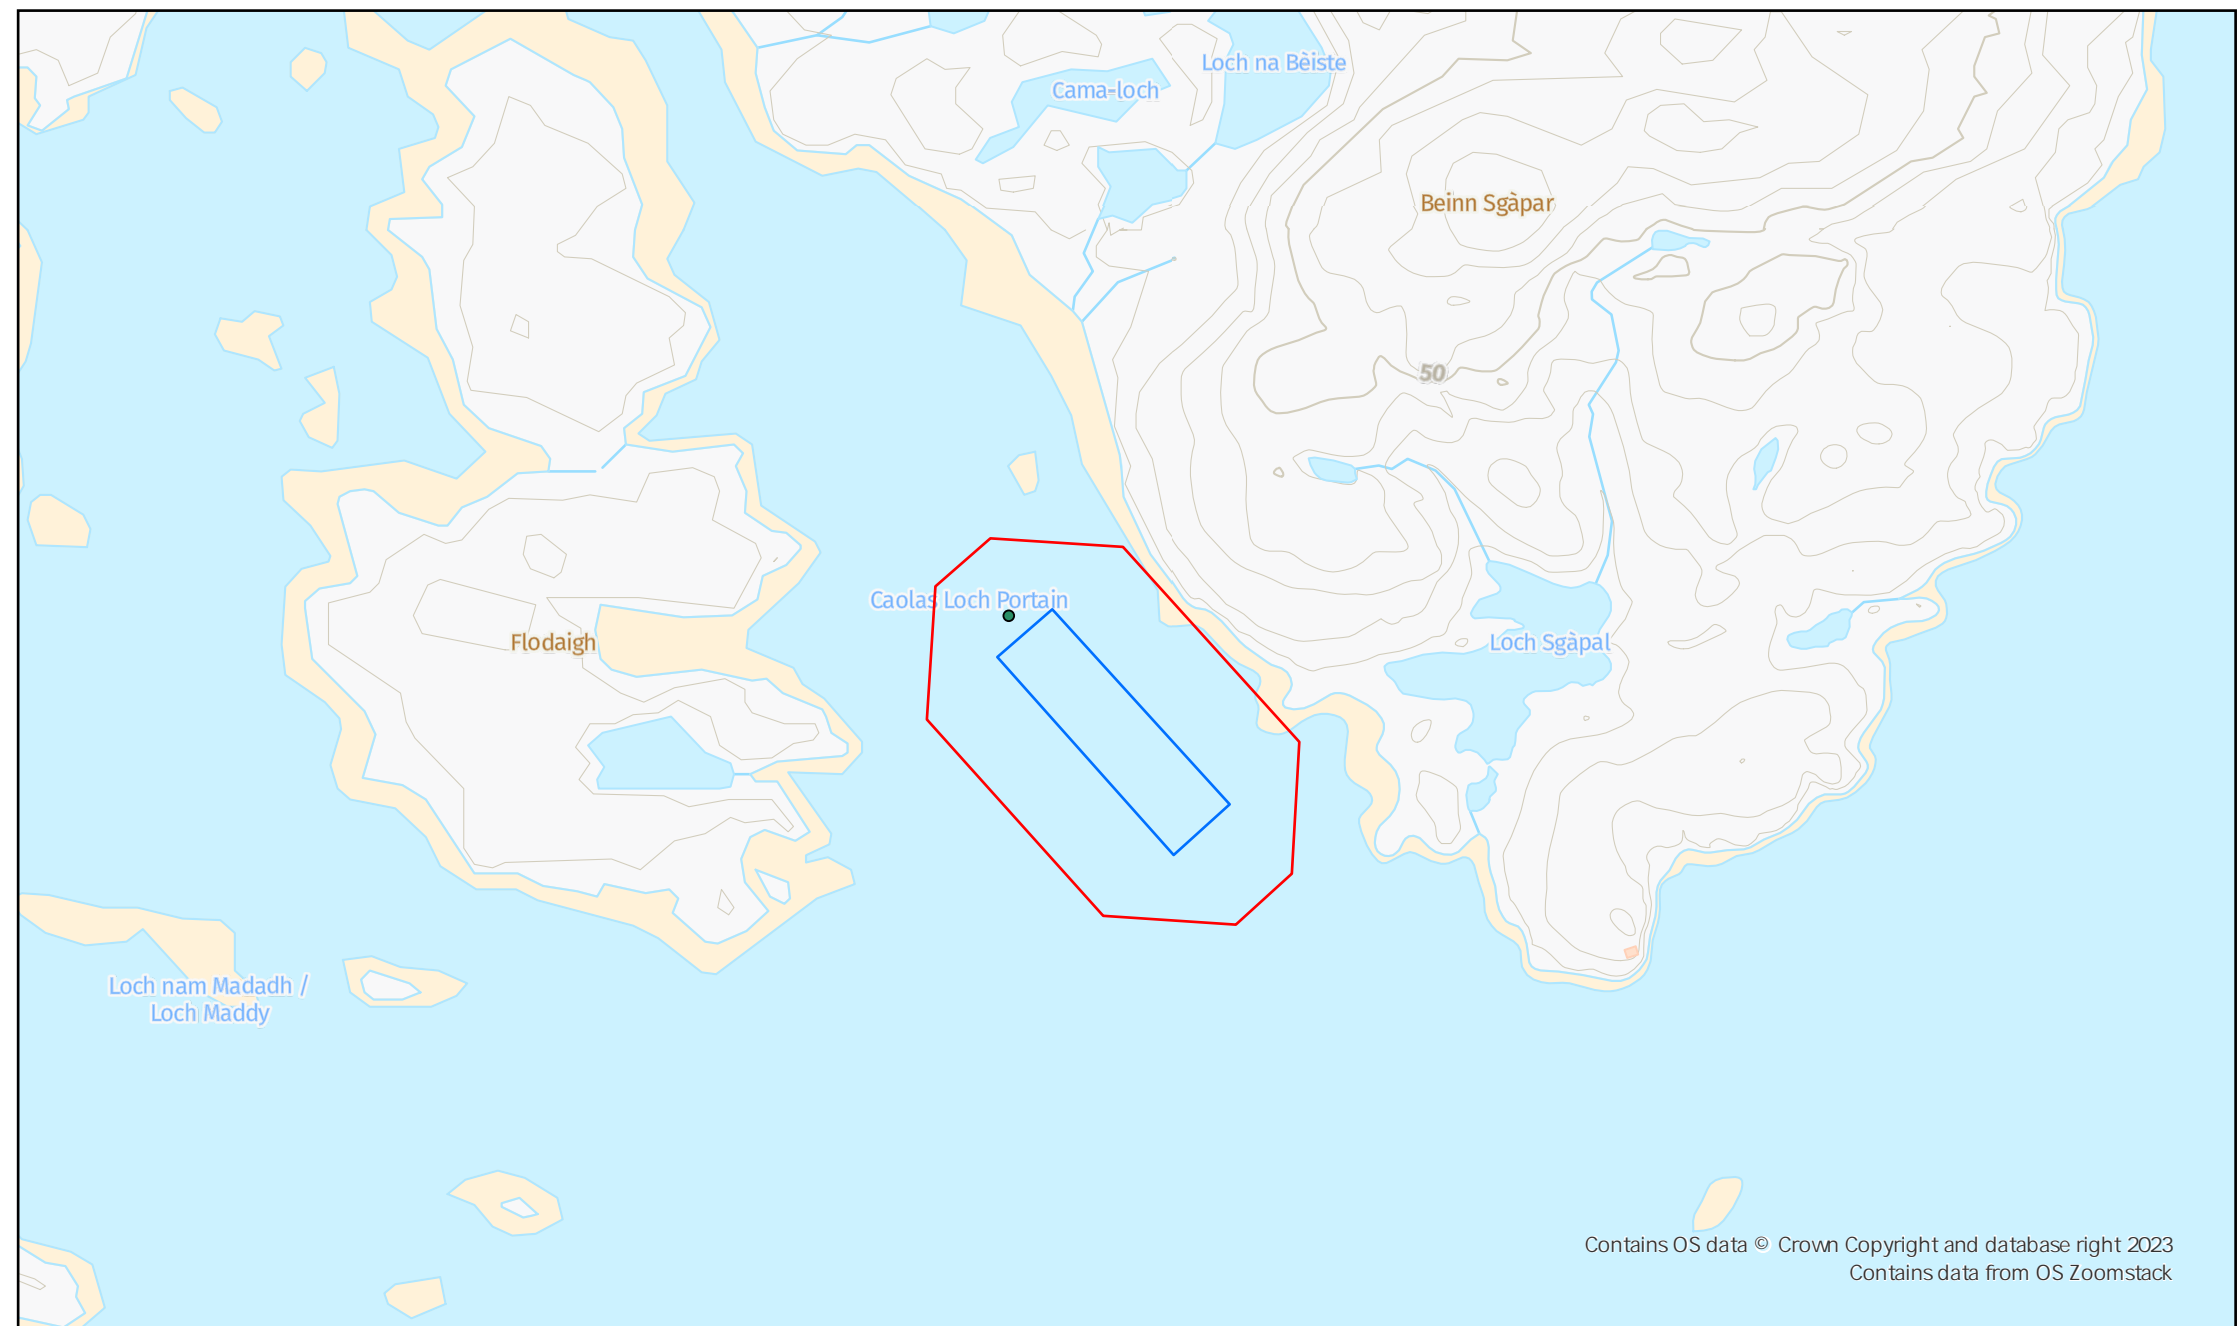 Loch na Bèiste
Cama-loch
Beinn Sgàpar
50
Caolas Loch Portain
Flodaigh
Loch Sgàpal
Loch nam Madadh /
Loch Maddy
Contains OS data © Crown Copyright and database right 2023
Contains data from OS Zoomstack